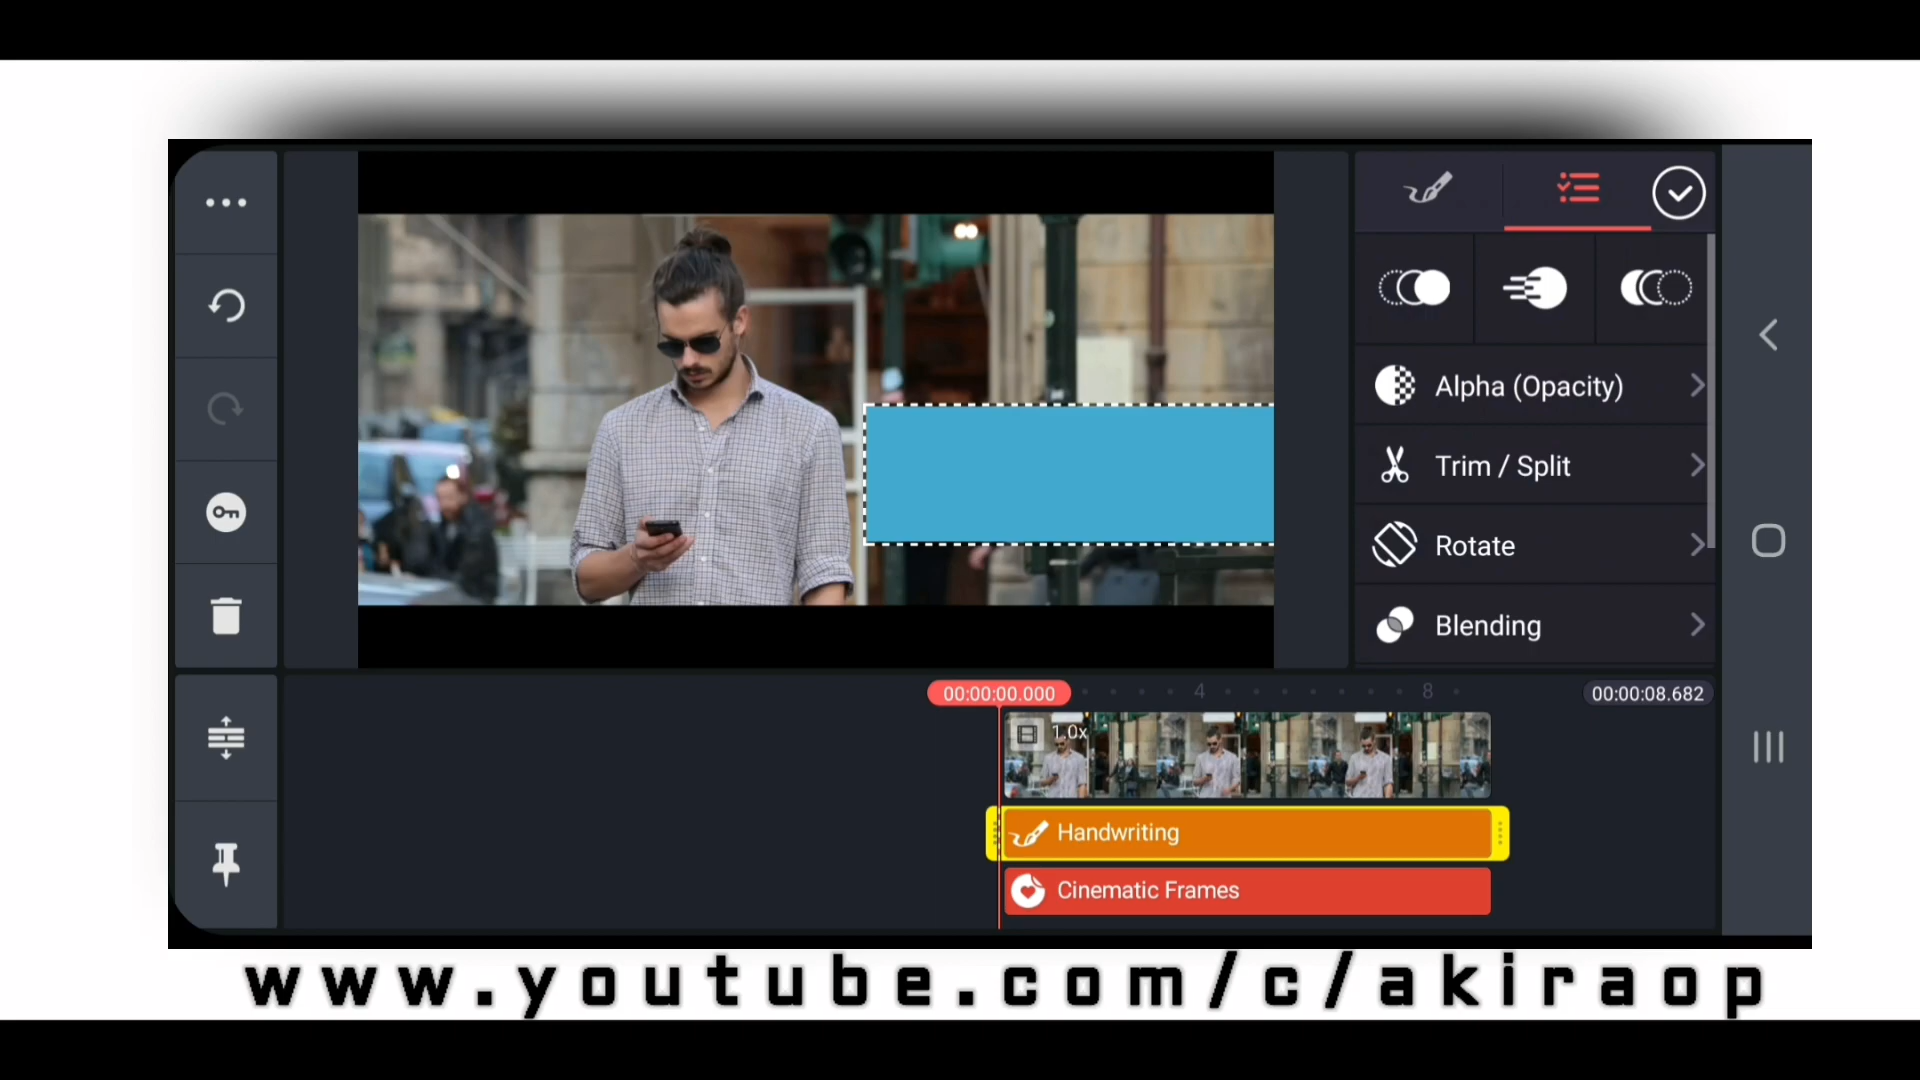 Alpha (Opacity)
Trim / Split
Rotate
Blending
00:00:00.000
4
8
00:00:08.682
1.0x
Handwriting
Cinematic Frames
www.youtube.com/c/akiraop